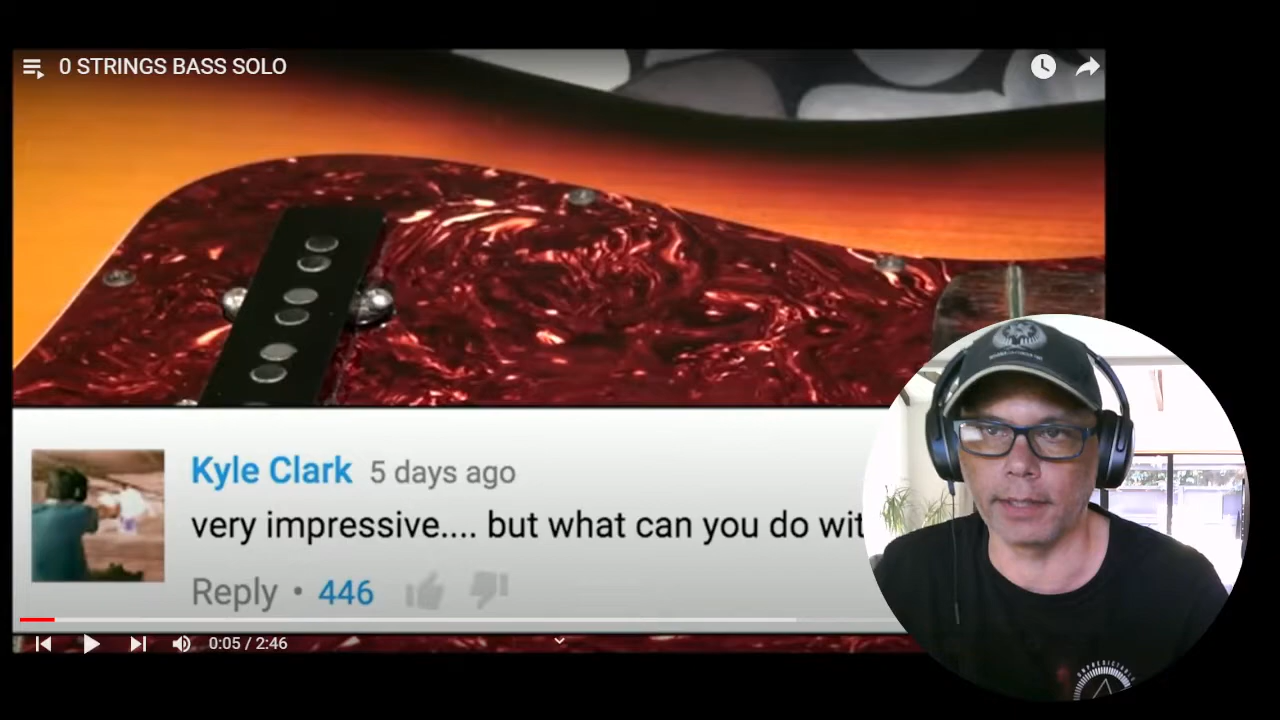 0 STRINGS BASS SOLO
Kyle Clark 5 days ago
very impressive.... but what can you do wit
Reply • 446
0:05 / 2:46